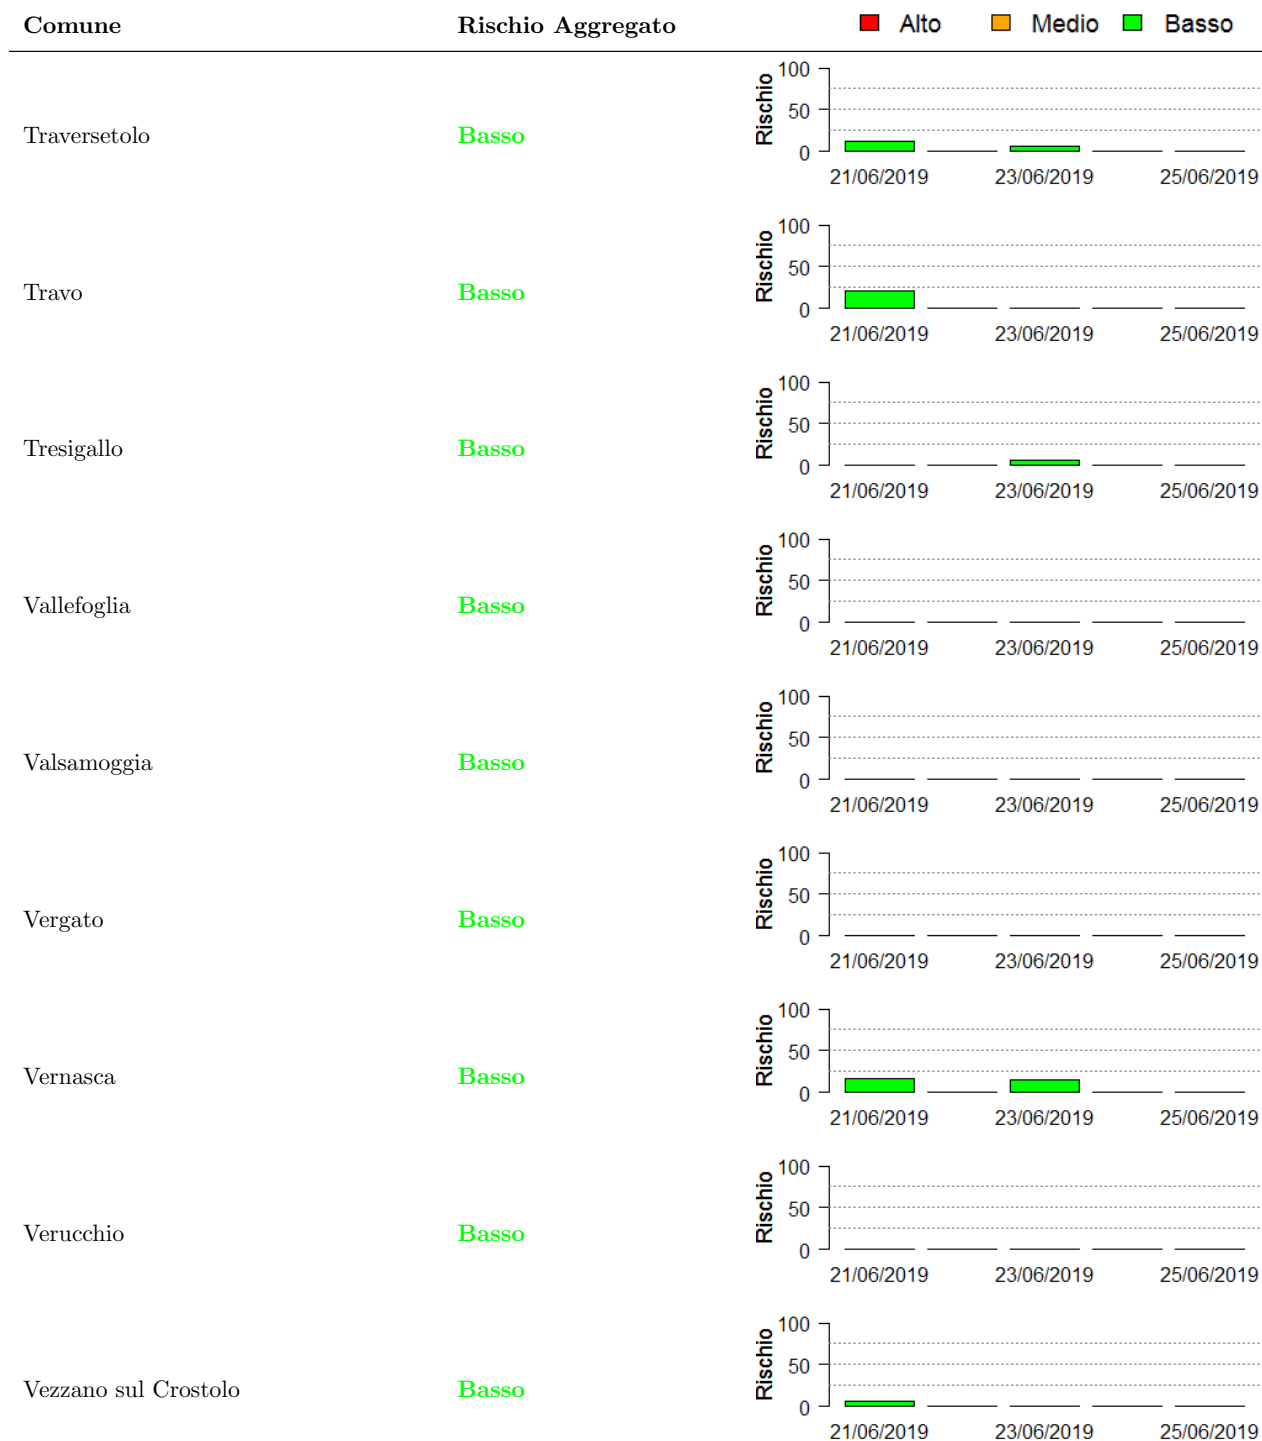 Comune Rischio Aggregato Alto Medio Basso
100
50
0
Rischio
Traversetolo Basso
21/06/2019 23/06/2019 25/06/2019
100
50
0
Rischio
Travo Basso
21/06/2019 23/06/2019 25/06/2019
100
50
0
Rischio
Tresigallo Basso
21/06/2019 23/06/2019 25/06/2019
100
50
0
Rischio
Vallefoglia Basso
21/06/2019 23/06/2019 25/06/2019
100
50
0
Rischio
Valsamoggia Basso
21/06/2019 23/06/2019 25/06/2019
100
50
0
Rischio
Vergato Basso
21/06/2019 23/06/2019 25/06/2019
100
50
0
Rischio
Vernasca Basso
21/06/2019 23/06/2019 25/06/2019
100
50
0
Rischio
Verucchio Basso
21/06/2019 23/06/2019 25/06/2019
100
50
0
Rischio
Vezzano sul Crostolo Basso
21/06/2019 23/06/2019 25/06/2019